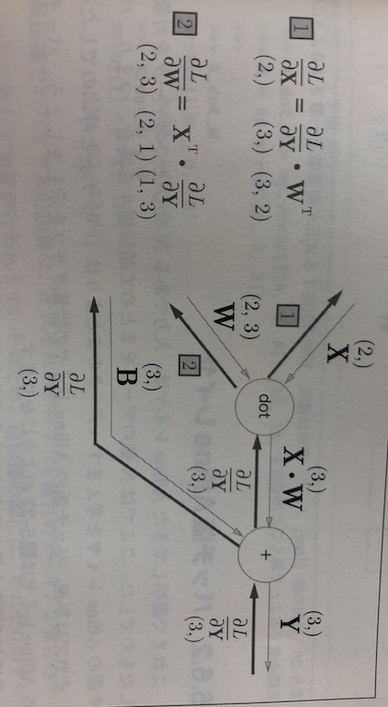 1
∂L/∂X = ∂L/∂Y · W^T
(2,) (3,) (3, 2)
2
∂L/∂W = X^T · ∂L/∂Y
(2, 3) (2, 1) (1, 3)
(2,)
X
1
(2, 3)
W
2
dot
(3,)
X · W
∂L/∂Y
(3,)
(3,)
B
∂L/∂Y
(3,)
+
(3,)
Y
∂L/∂Y
(3,)